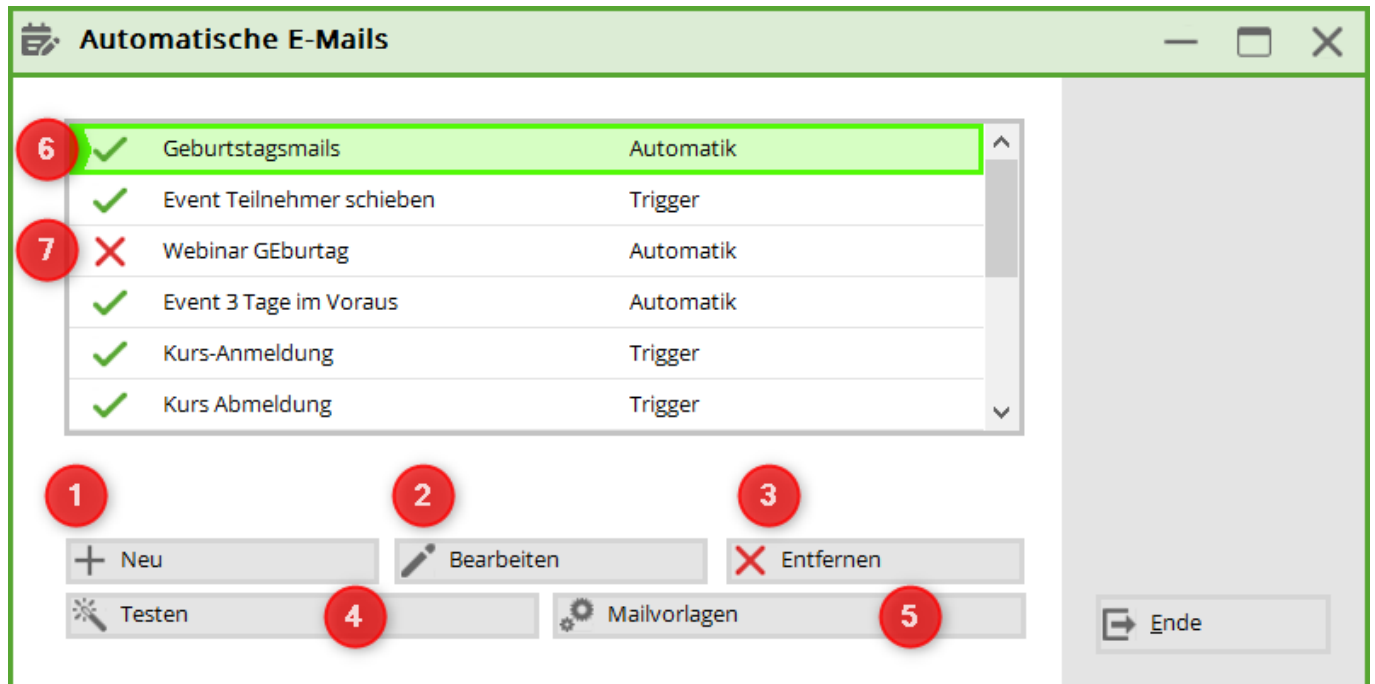 Automatische E-Mails
6 Geburtstagsmails Automatik
Event Teilnehmer schieben Trigger
7 Webinar GEburtag Automatik
Event 3 Tage im Voraus Automatik
Kurs-Anmeldung Trigger
Kurs Abmeldung Trigger
1 2 3
Neu Bearbeiten Entfernen
Testen 4 Mailvorlagen 5 Ende